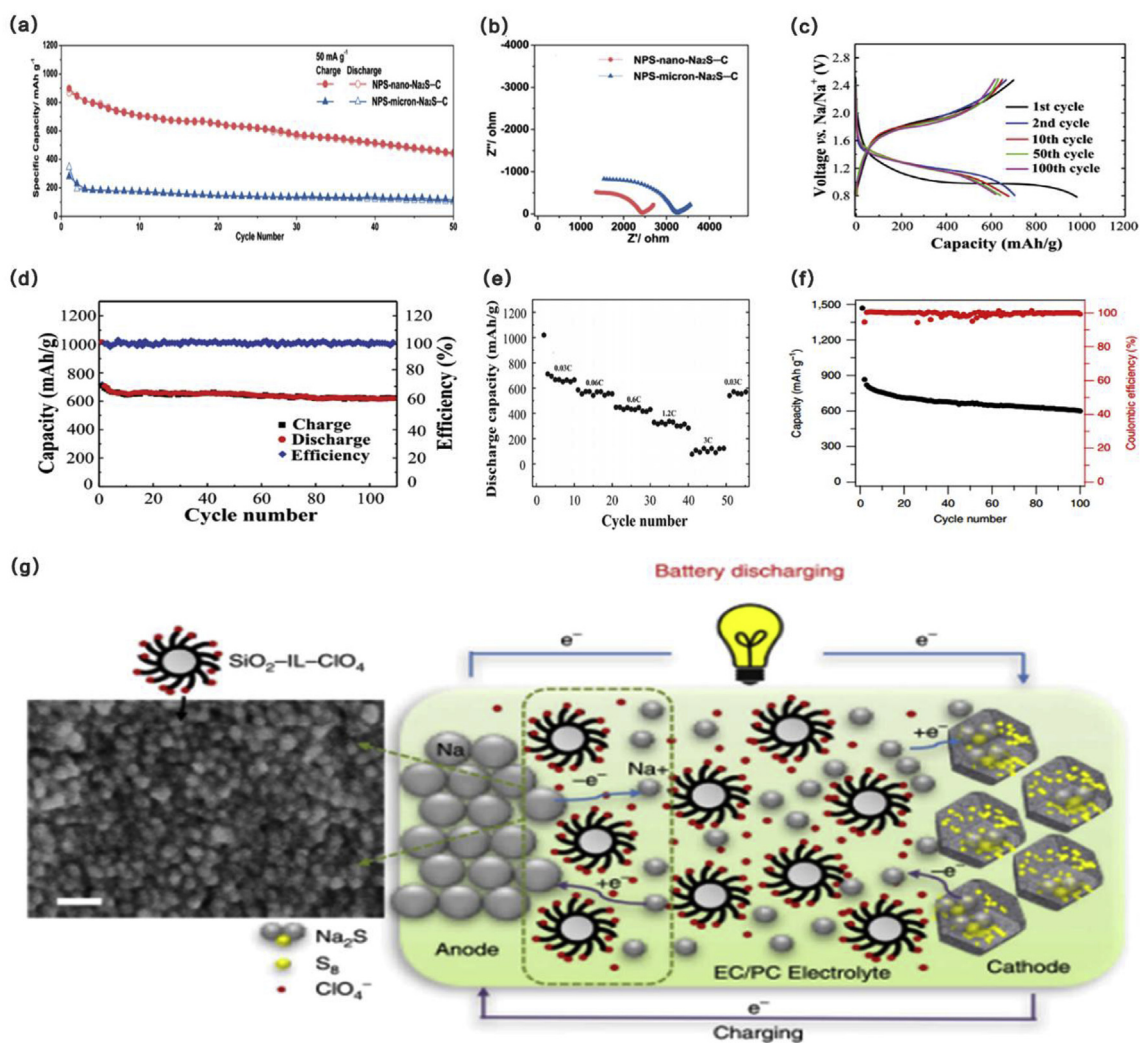 (a)
1200
1000
800
600
400
200
0
Specific Capacity/ mAh g⁻¹
0
10
20
30
40
50
Cycle Number
50 mA g⁻¹
Charge Discharge
NPS-nano-Na₂S–C
NPS-micron-Na₂S–C
(b)
-4000
-3000
-2000
-1000
0
Z''/ ohm
0 1000 2000 3000 4000
Z'/ ohm
NPS-nano-Na₂S–C
NPS-micron-Na₂S–C
(c)
2.8
2.4
2.0
1.6
1.2
0.8
Voltage vs. Na/Na⁺ (V)
0 200 400 600 800 1000 1200
Capacity (mAh/g)
1st cycle
2nd cycle
10th cycle
50th cycle
100th cycle
(d)
1200
1000
800
600
400
200
0
Capacity (mAh/g)
120
100
80
60
40
20
0
Efficiency (%)
0 20 40 60 80 100
Cycle number
Charge
Discharge
Efficiency
(e)
1200
1000
800
600
400
200
0
Discharge capacity (mAh/g)
0 10 20 30 40 50
Cycle number
0.03C
0.06C
0.6C
1.2C
3C
0.03C
(f)
1,500
1,200
900
600
300
0
Capacity (mAh g⁻¹)
100
80
60
40
20
0
Coulombic efficiency (%)
0 20 40 60 80 100
Cycle number
(g)
Battery discharging
e⁻
e⁻
SiO₂–IL–ClO₄
Na
–e⁻
Na+
+e⁻
+e⁻
–e
Anode
EC/PC Electrolyte
Cathode
Na₂S
S₈
ClO₄⁻
e⁻
Charging